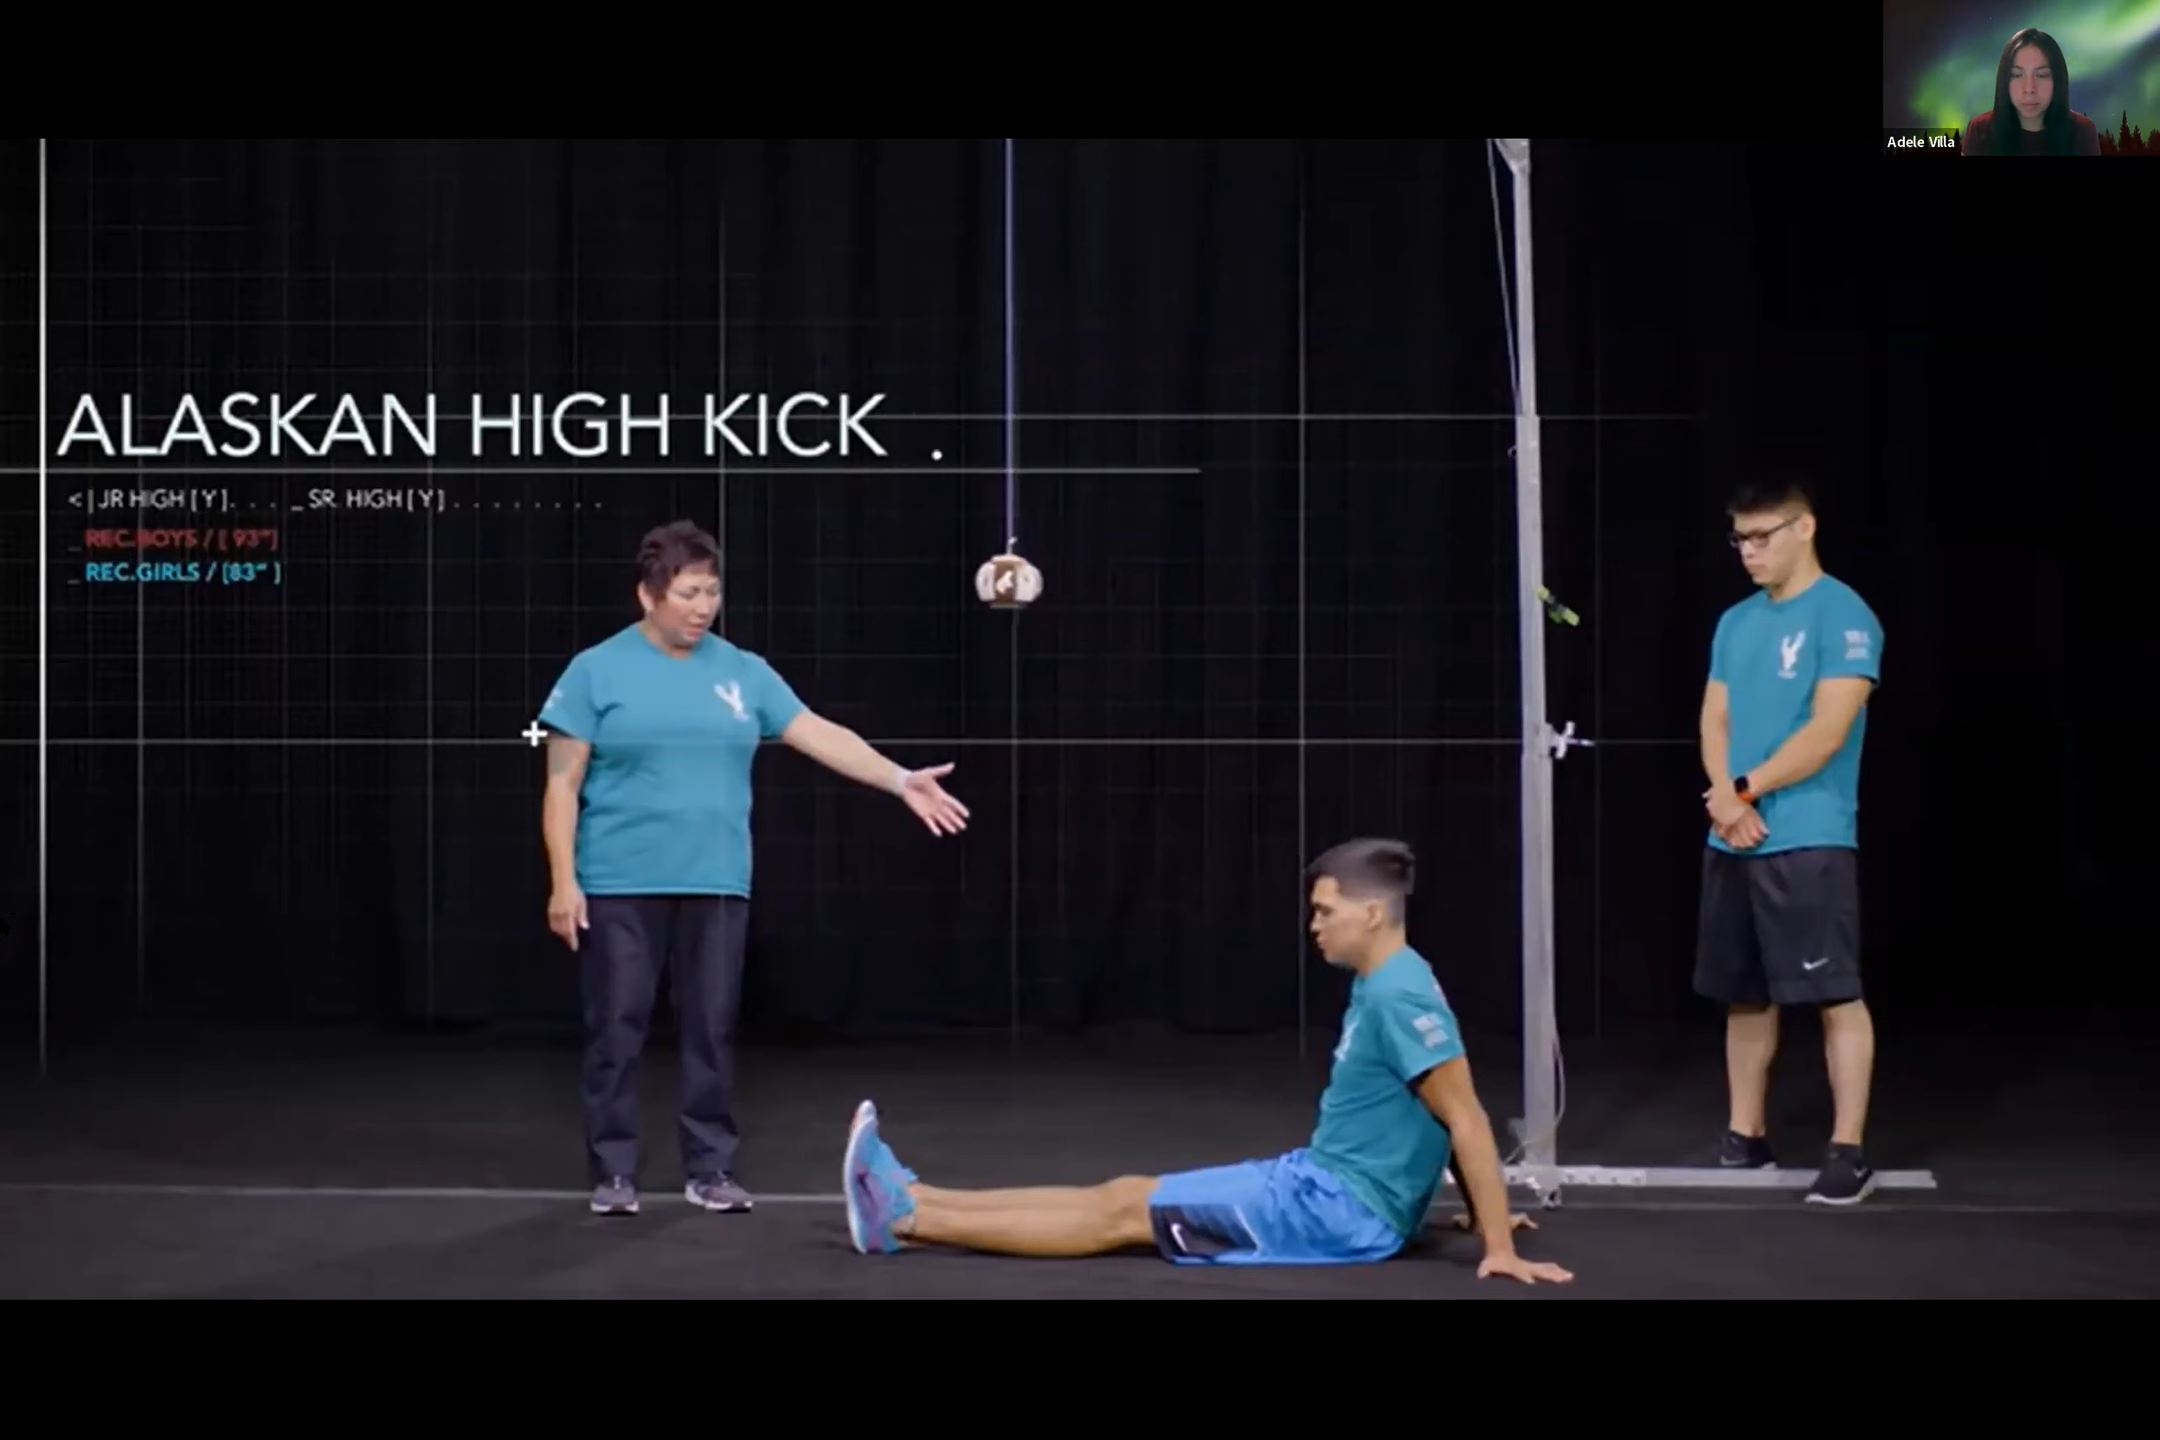 Adele Villa
ALASKAN HIGH KICK .
<| JR HIGH [ Y ]. . . . _ SR. HIGH [ Y ] . . . . . . . .
_ REC.BOYS / [ 93" ]
_ REC.GIRLS / [83" ]